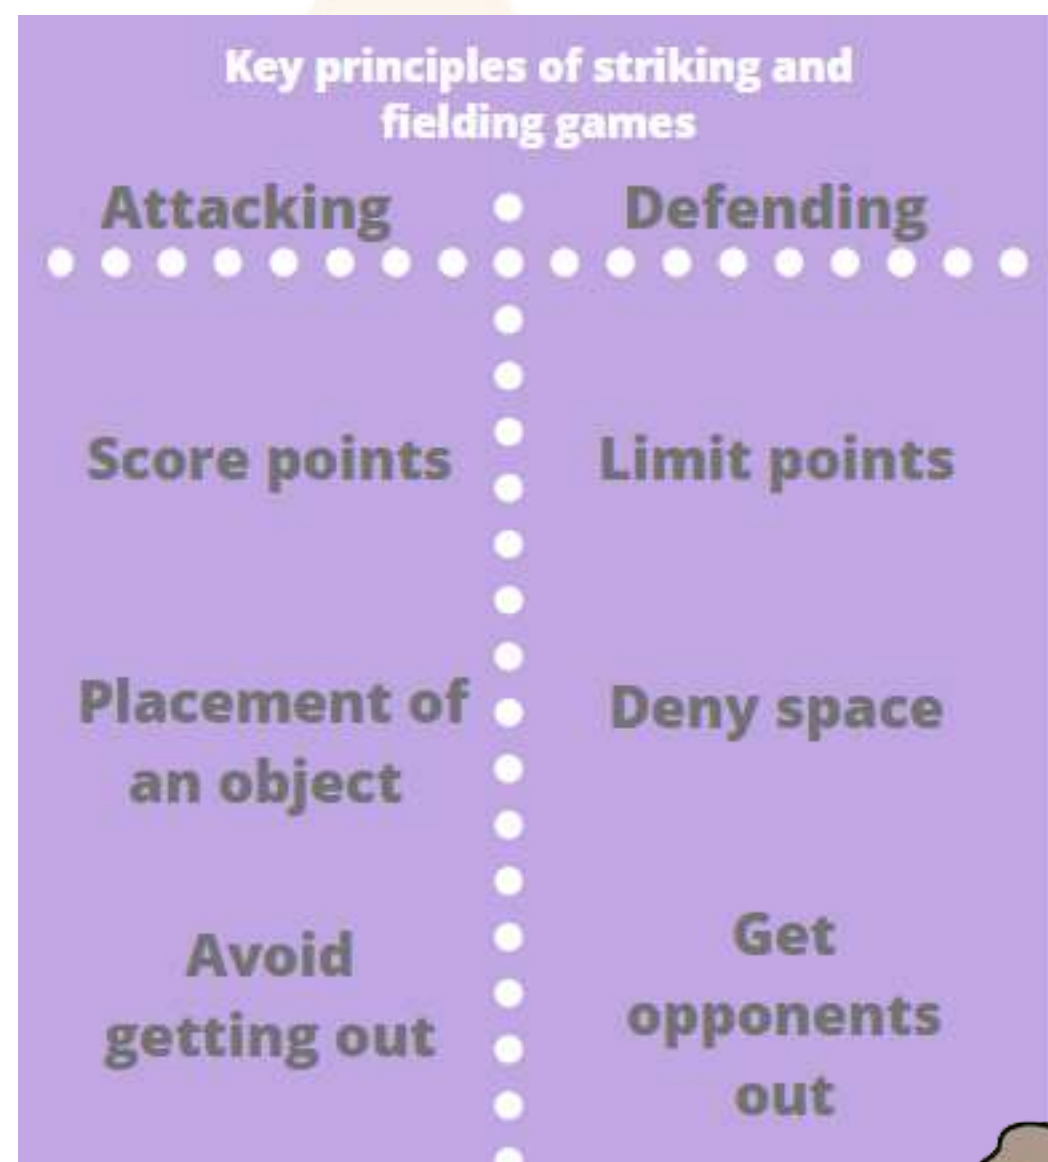 Key principles of striking and
fielding games
Attacking
Defending
Score points
Limit points
Placement of
an object
Deny space
Avoid
getting out
Get
opponents
out